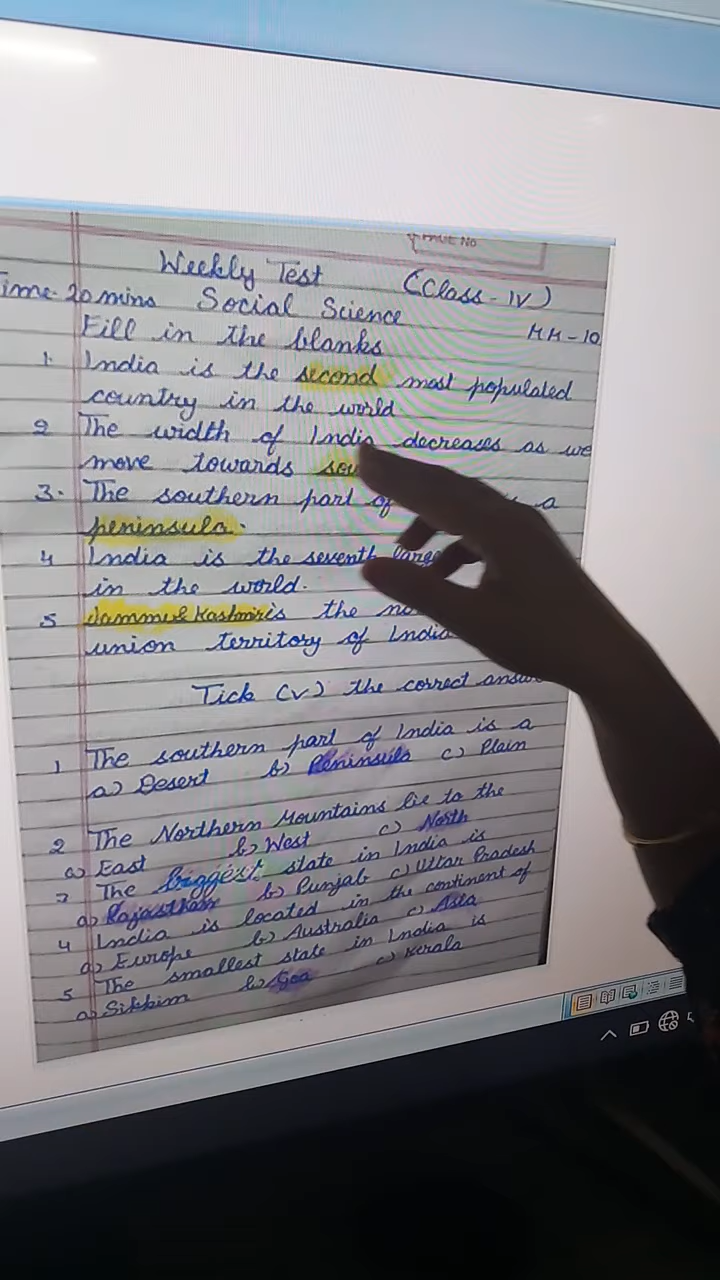 PAGE No
Weekly Test (Class-IV)
Time-20 mins Social Science
MM-10
Fill in the blanks
1. India is the second most populated
country in the world
2 The width of India decreases as we
move towards
3. The southern part of a
peninsula.
4 India is the seventh
in the world.
5 Jammu & Kashmir is the
union territory of India
Tick (✓) the correct
1 The southern part of India is a
a) Desert b) Peninsula c) Plain
2 The Northern Mountains lie to the
a) East b) West c) North
3 The biggest state in India is
a) Rajasthan b) Punjab c) Uttar Pradesh
4 India is located in the continent of
a) Europe b) Australia c) Asia
5 The smallest state in India is
a) Sikkim b) Goa c) Kerala